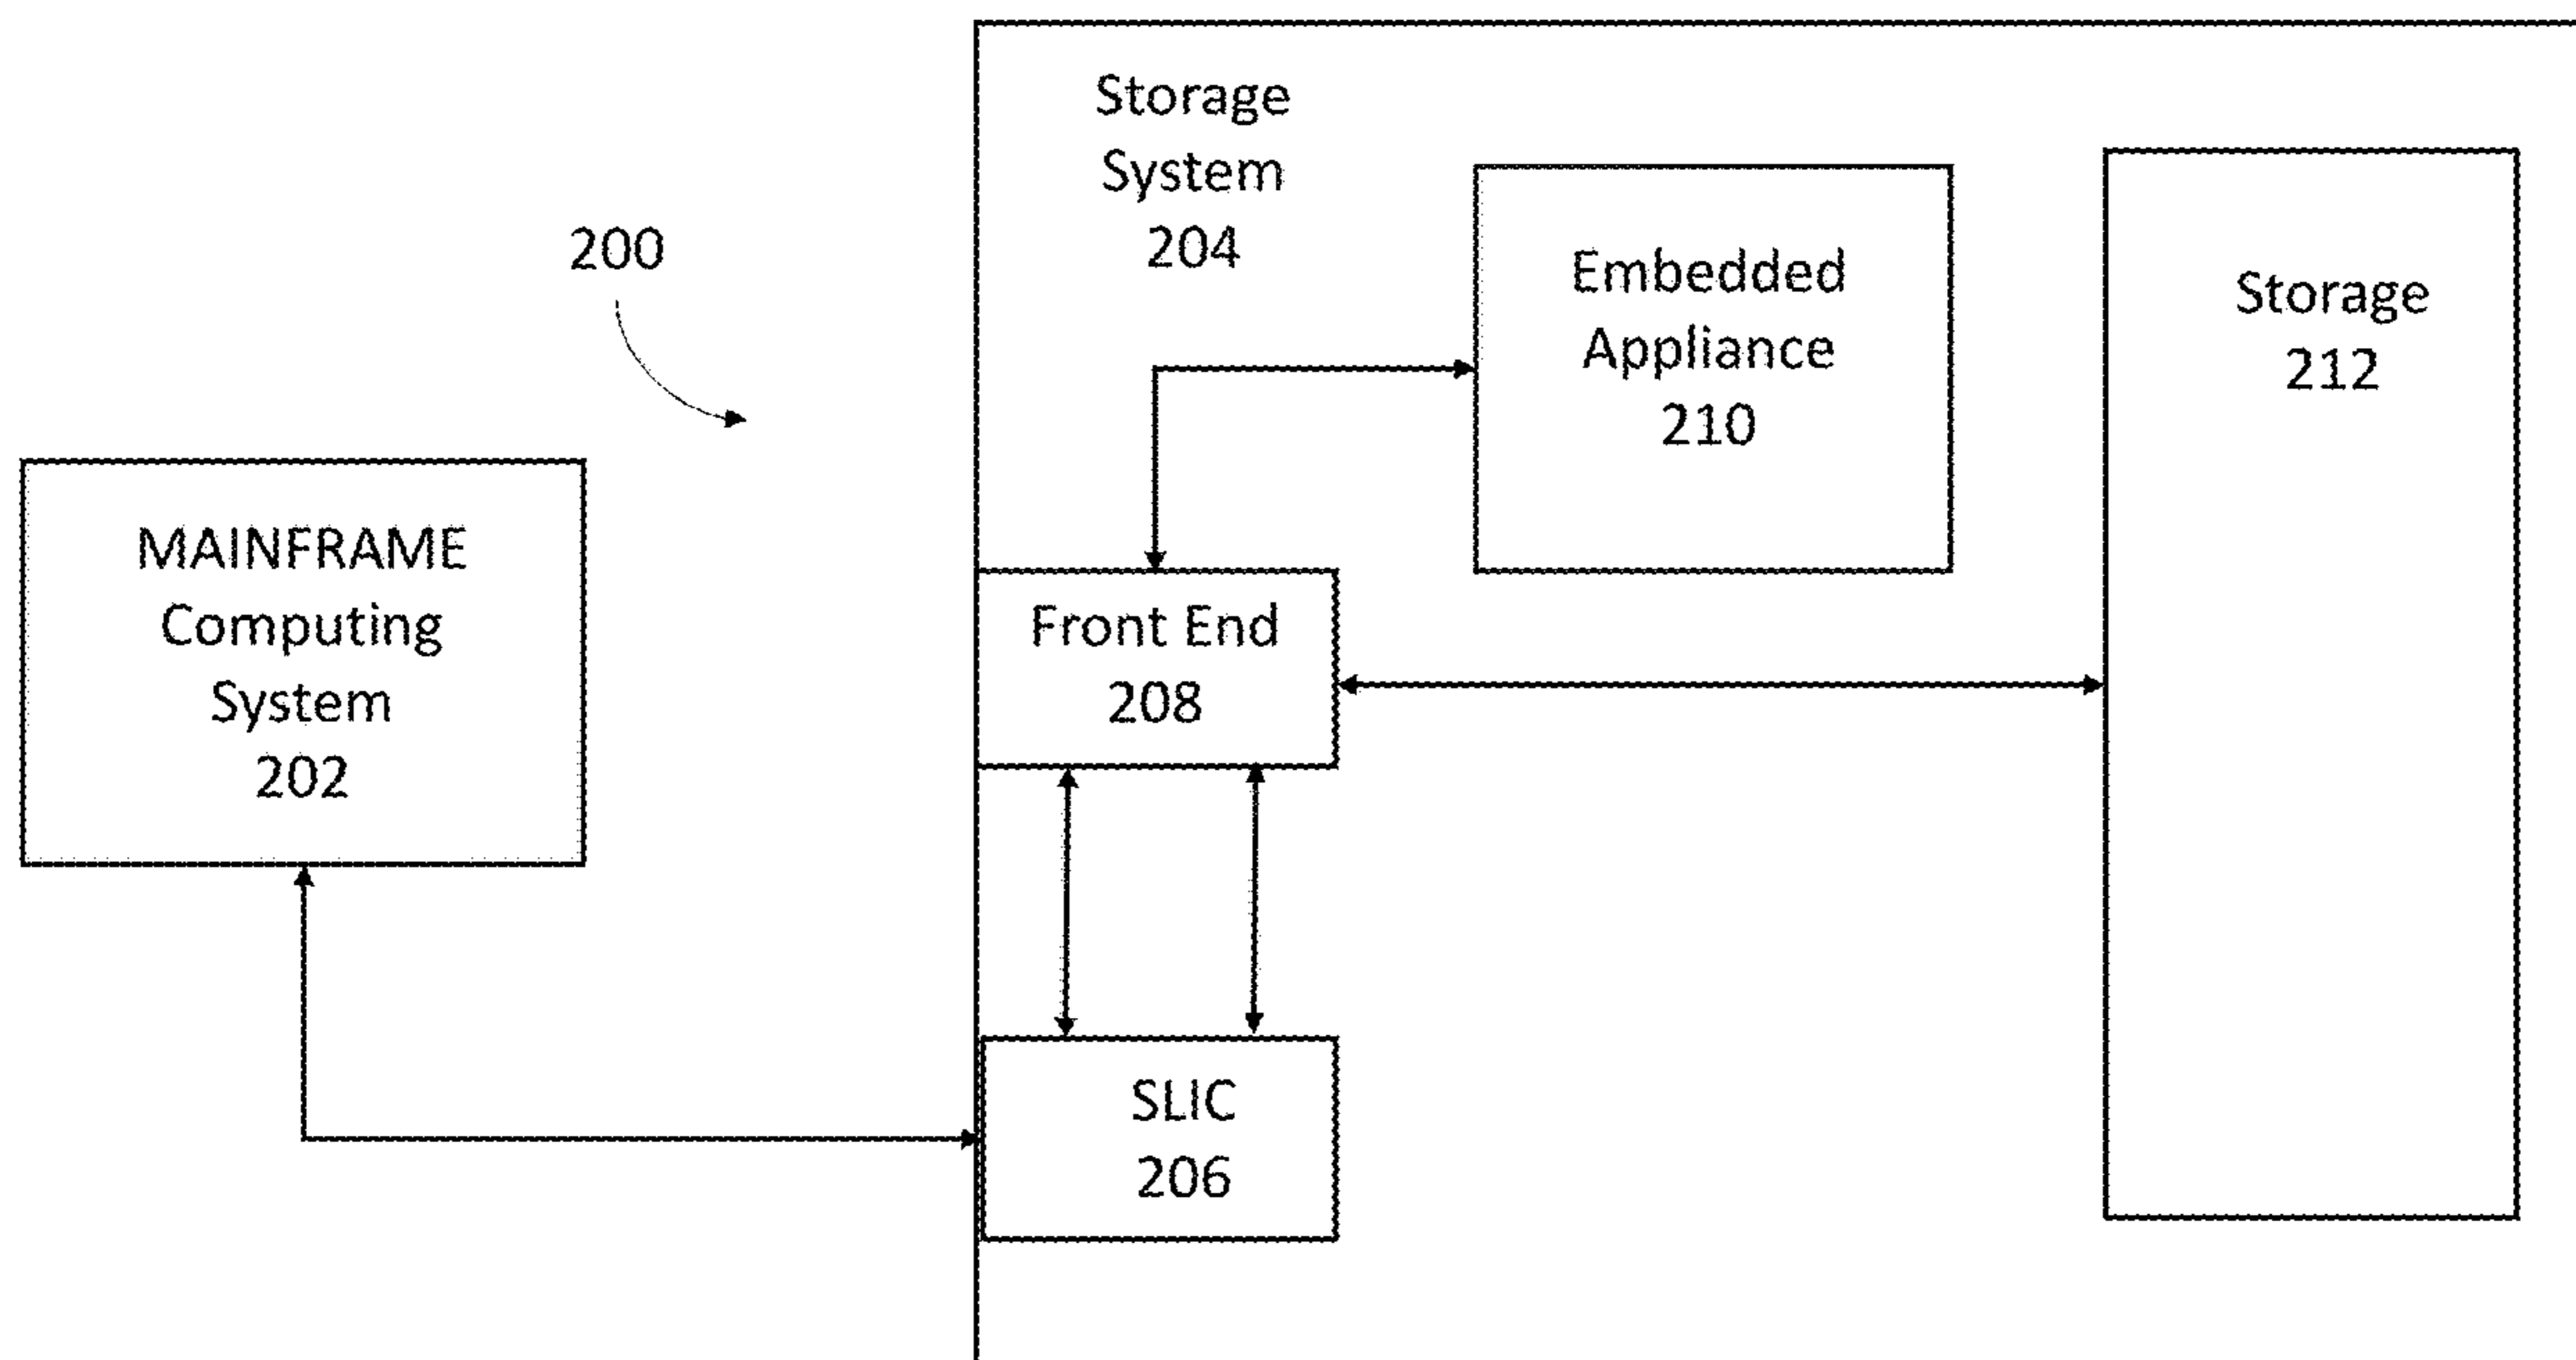 200
MAINFRAME
Computing
System
202
Storage
System
204
Embedded
Appliance
210
Storage
212
Front End
208
SLIC
206